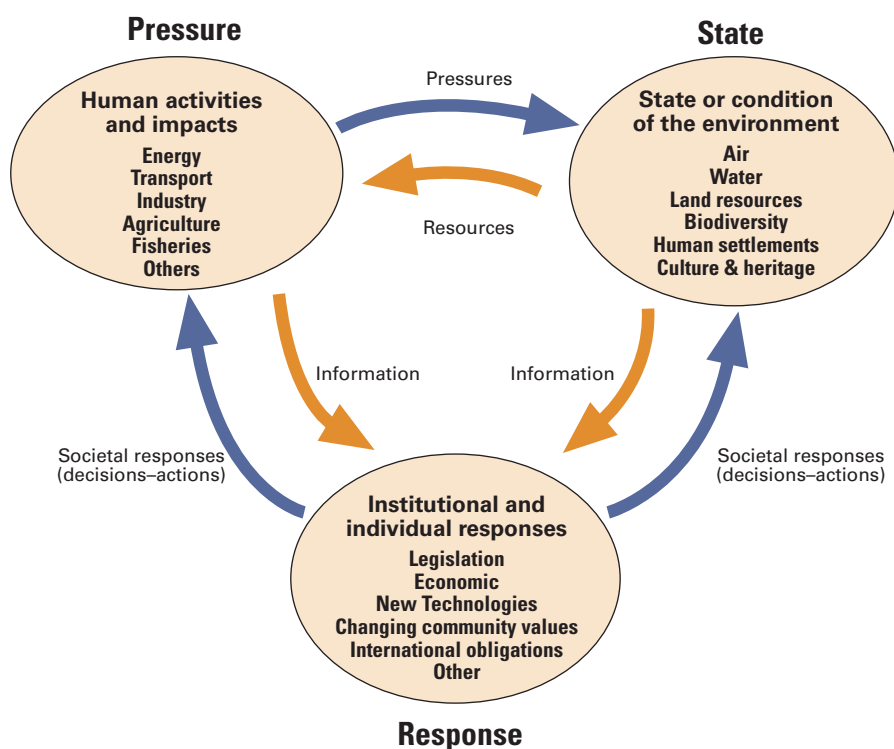 Pressure
State
Human activities
and impacts
Energy
Transport
Industry
Agriculture
Fisheries
Others
Pressures
Resources
State or condition
of the environment
Air
Water
Land resources
Biodiversity
Human settlements
Culture & heritage
Information
Information
Societal responses
(decisions–actions)
Societal responses
(decisions–actions)
Institutional and
individual responses
Legislation
Economic
New Technologies
Changing community values
International obligations
Other
Response